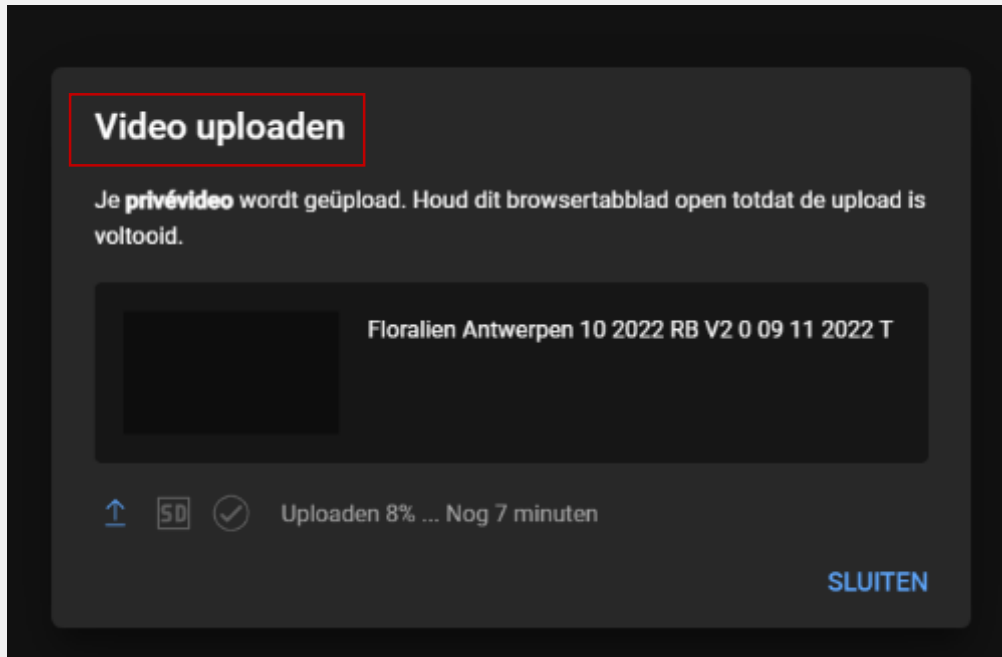 Video uploaden
Je privévideo wordt geüpload. Houd dit browsertabblad open totdat de upload is
voltooid.
Floralien Antwerpen 10 2022 RB V2 0 09 11 2022 T
SD
Uploaden 8% ... Nog 7 minuten
SLUITEN